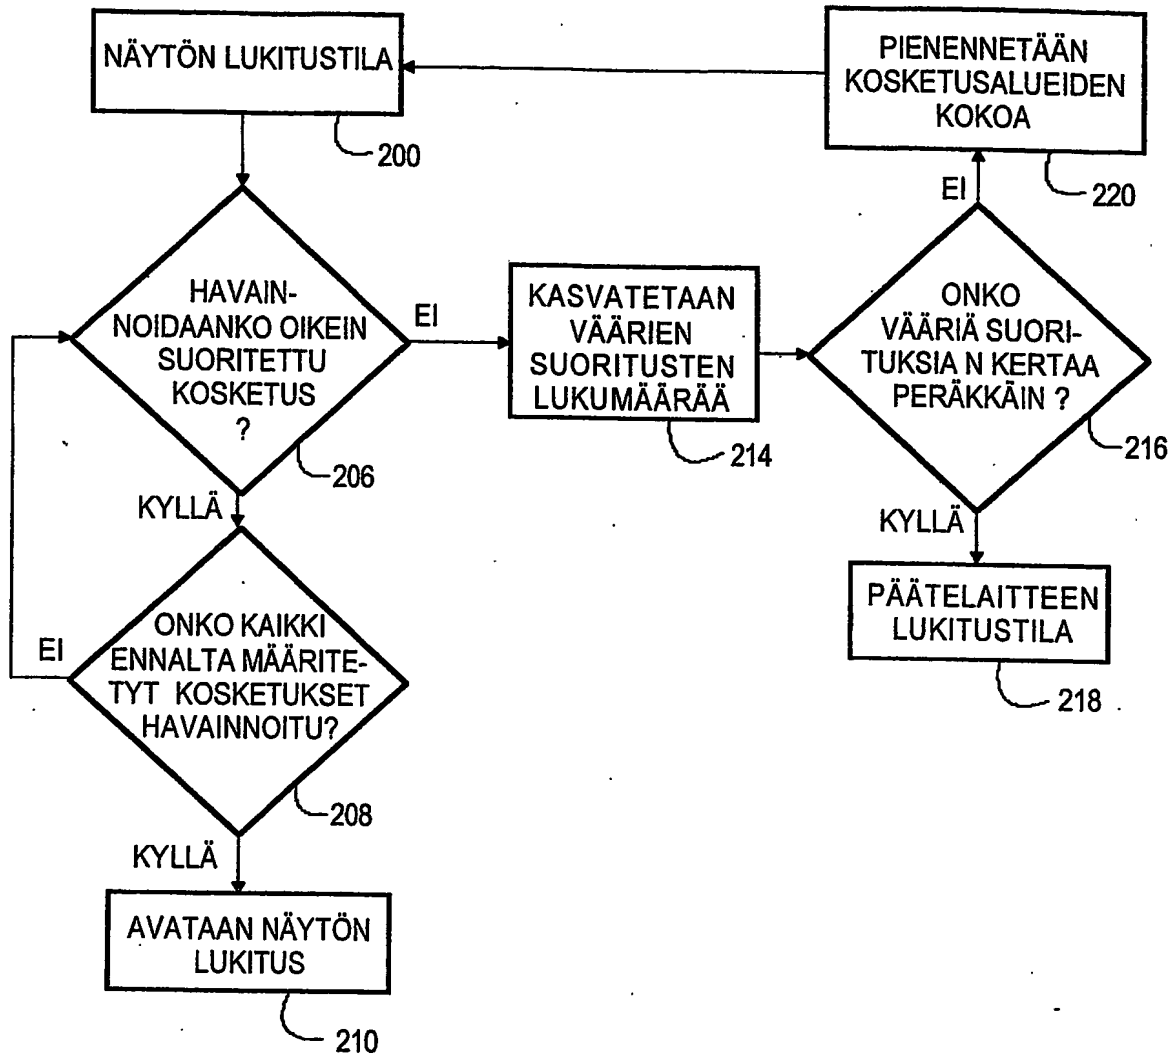 NÄYTÖN LUKITUSTILA
200
HAVAIN-
NOIDAANKO OIKEIN
SUORITETTU
KOSKETUS
?
206
EI
KYLLÄ
ONKO KAIKKI
ENNALTA MÄÄRITE-
TYT KOSKETUKSET
HAVAINNOITU?
208
EI
KYLLÄ
AVATAAN NÄYTÖN
LUKITUS
210
KASVATETAAN
VÄÄRIEN
SUORITUSTEN
LUKUMÄÄRÄÄ
214
ONKO
VÄÄRIÄ SUORI-
TUKSIA N KERTAA
PERÄKKÄIN ?
216
EI
KYLLÄ
PIENENNETÄÄN
KOSKETUSALUEIDEN
KOKOA
220
PÄÄTELAITTEEN
LUKITUSTILA
218